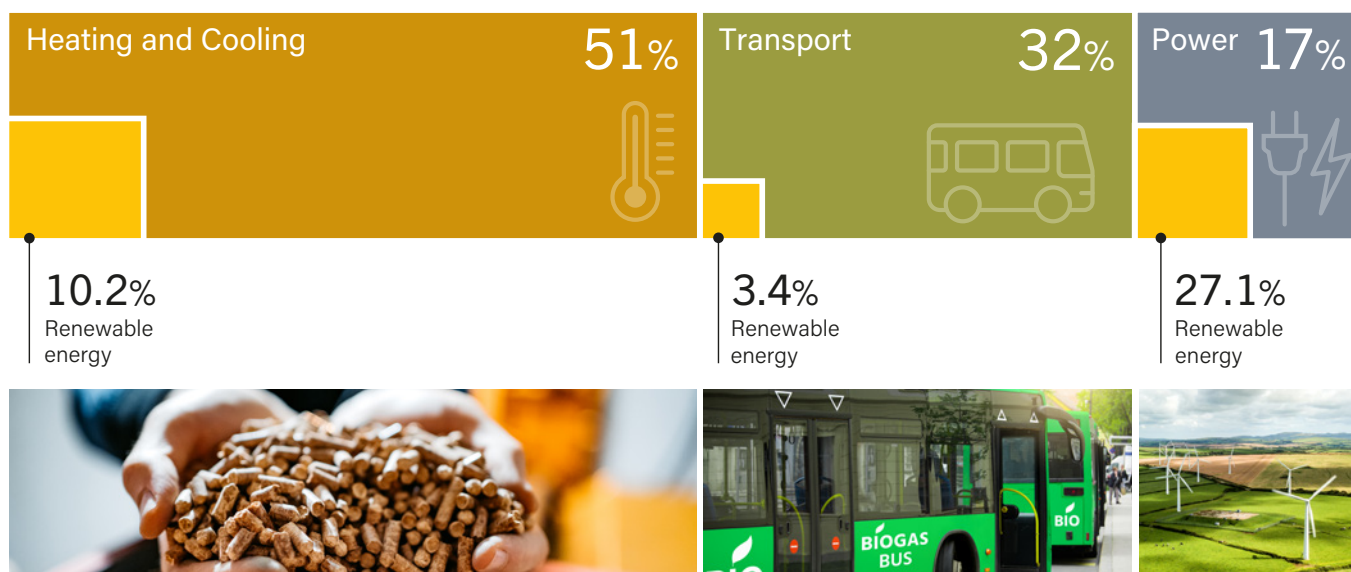 Heating and Cooling 51%
Transport 32%
Power 17%
10.2%
Renewable
energy
3.4%
Renewable
energy
27.1%
Renewable
energy
BIOGAS
BUS
BIO
BIO